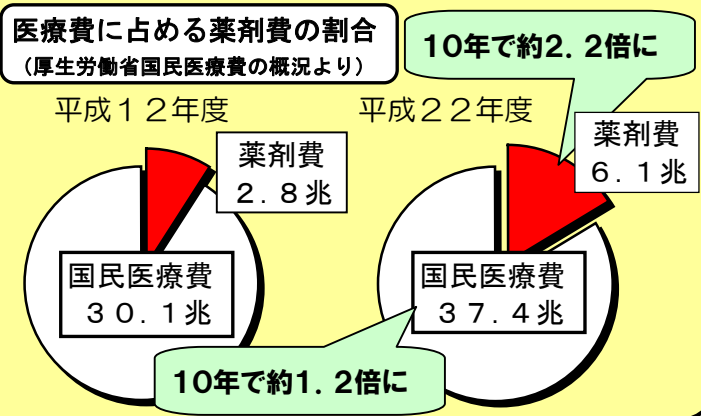 医療費に占める薬剤費の割合
（厚生労働省国民医療費の概況より）
10年で約2．2倍に
平成１２年度
平成２２年度
薬剤費
２．８兆
薬剤費
６．１兆
国民医療費
３０．１兆
国民医療費
３７．４兆
10年で約1．2倍に